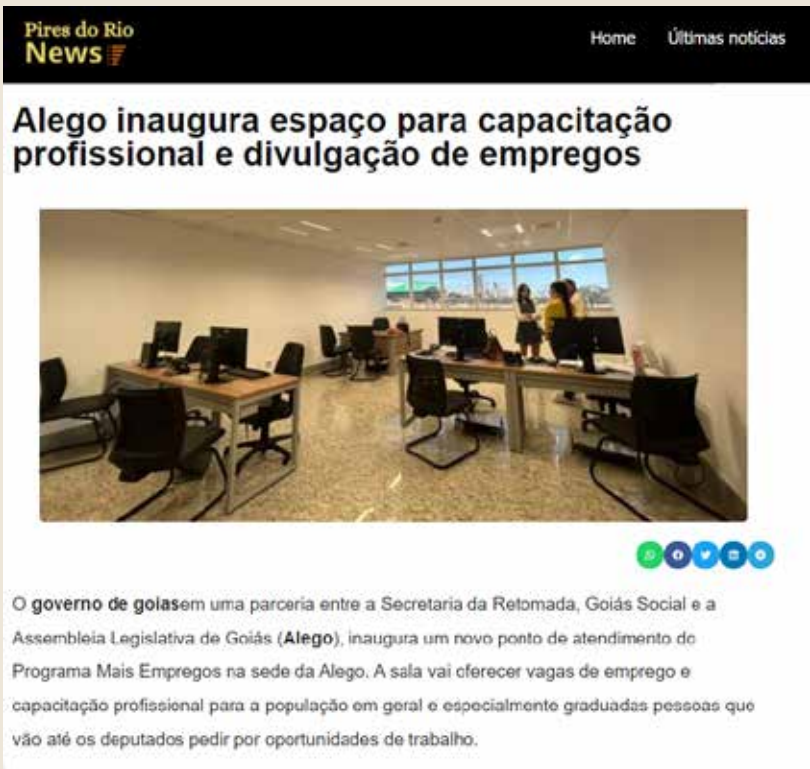 Pires do Rio
News
Home Últimas notícias
Alego inaugura espaço para capacitação
profissional e divulgação de empregos
O governo de goiasem uma parceria entre a Secretaria da Retomada, Goiás Social e a
Assembleia Legislativa de Goiás (Alego), inaugura um novo ponto de atendimento do
Programa Mais Empregos na sede da Alego. A sala vai oferecer vagas de emprego e
capacitação profissional para a população em geral e especialmente graduadas pessoas que
vão até os deputados pedir por oportunidades de trabalho.